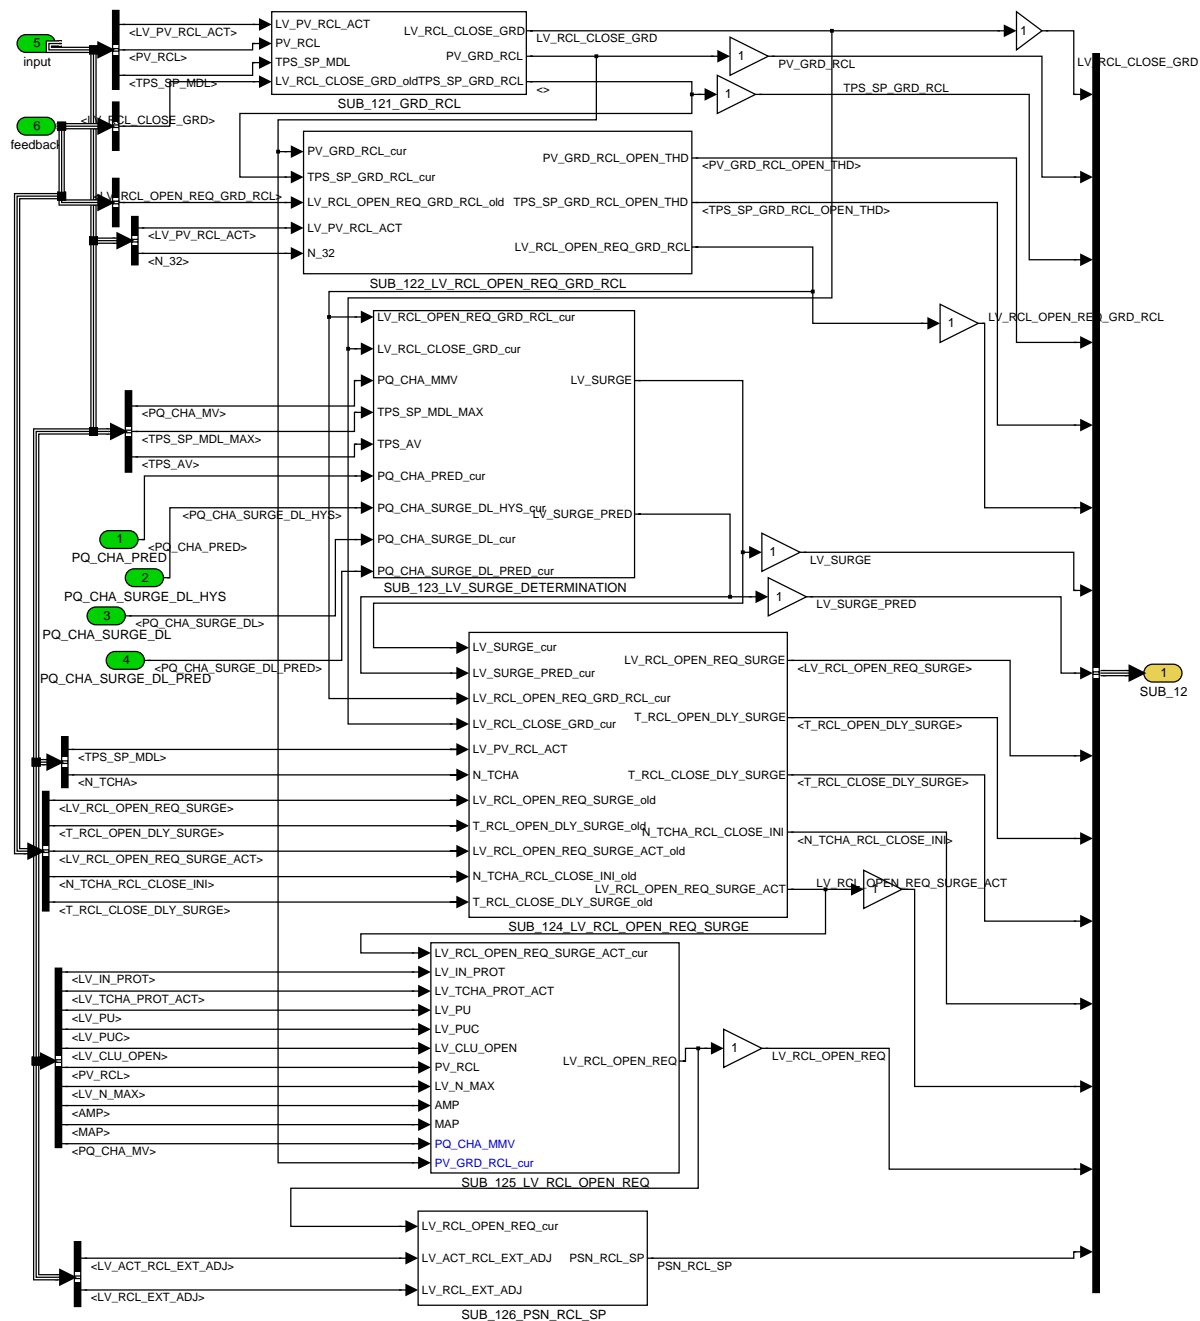 5
input
<LV_PV_RCL_ACT>
<PV_RCL>
<TPS_SP_MDL>
LV_PV_RCL_ACT
PV_RCL
TPS_SP_MDL
LV_RCL_CLOSE_GRD_old
LV_RCL_CLOSE_GRD
PV_GRD_RCL
TPS_SP_GRD_RCL
SUB_121_GRD_RCL
LV_RCL_CLOSE_GRD
<>
1
LV_RCL_CLOSE_GRD
1
PV_GRD_RCL
1
TPS_SP_GRD_RCL
6
feedback
<LV_RCL_CLOSE_GRD>
<LV_RCL_OPEN_REQ_GRD_RCL>
<LV_PV_RCL_ACT>
<N_32>
PV_GRD_RCL_cur
TPS_SP_GRD_RCL_cur
LV_RCL_OPEN_REQ_GRD_RCL_old
LV_PV_RCL_ACT
N_32
PV_GRD_RCL_OPEN_THD
TPS_SP_GRD_RCL_OPEN_THD
LV_RCL_OPEN_REQ_GRD_RCL
SUB_122_LV_RCL_OPEN_REQ_GRD_RCL
<PV_GRD_RCL_OPEN_THD>
<TPS_SP_GRD_RCL_OPEN_THD>
1
LV_RCL_OPEN_REQ_GRD_RCL
<PQ_CHA_MV>
<TPS_SP_MDL_MAX>
<TPS_AV>
LV_RCL_OPEN_REQ_GRD_RCL_cur
LV_RCL_CLOSE_GRD_cur
PQ_CHA_MMV
TPS_SP_MDL_MAX
TPS_AV
PQ_CHA_PRED_cur
PQ_CHA_SURGE_DL_HYS_cur
PQ_CHA_SURGE_DL_cur
PQ_CHA_SURGE_DL_PRED_cur
LV_SURGE
LV_SURGE_PRED
SUB_123_LV_SURGE_DETERMINATION
1
PQ_CHA_PRED
<PQ_CHA_PRED>
2
PQ_CHA_SURGE_DL_HYS
<PQ_CHA_SURGE_DL_HYS>
3
PQ_CHA_SURGE_DL
<PQ_CHA_SURGE_DL>
4
PQ_CHA_SURGE_DL_PRED
<PQ_CHA_SURGE_DL_PRED>
1
LV_SURGE
1
LV_SURGE_PRED
1
SUB_12
<TPS_SP_MDL>
<N_TCHA>
<LV_RCL_OPEN_REQ_SURGE>
<T_RCL_OPEN_DLY_SURGE>
<LV_RCL_OPEN_REQ_SURGE_ACT>
<N_TCHA_RCL_CLOSE_INI>
<T_RCL_CLOSE_DLY_SURGE>
LV_SURGE_cur
LV_SURGE_PRED_cur
LV_RCL_OPEN_REQ_GRD_RCL_cur
LV_RCL_CLOSE_GRD_cur
LV_PV_RCL_ACT
N_TCHA
LV_RCL_OPEN_REQ_SURGE_old
T_RCL_OPEN_DLY_SURGE_old
LV_RCL_OPEN_REQ_SURGE_ACT_old
N_TCHA_RCL_CLOSE_INI_old
T_RCL_CLOSE_DLY_SURGE_old
LV_RCL_OPEN_REQ_SURGE
T_RCL_OPEN_DLY_SURGE
T_RCL_CLOSE_DLY_SURGE
N_TCHA_RCL_CLOSE_INI
LV_RCL_OPEN_REQ_SURGE_ACT
SUB_124_LV_RCL_OPEN_REQ_SURGE
<LV_RCL_OPEN_REQ_SURGE>
<T_RCL_OPEN_DLY_SURGE>
<T_RCL_CLOSE_DLY_SURGE>
<N_TCHA_RCL_CLOSE_INI>
1
LV_RCL_OPEN_REQ_SURGE_ACT
<LV_IN_PROT>
<LV_TCHA_PROT_ACT>
<LV_PU>
<LV_PUC>
<LV_CLU_OPEN>
<PV_RCL>
<LV_N_MAX>
<AMP>
<MAP>
<PQ_CHA_MV>
LV_RCL_OPEN_REQ_SURGE_ACT_cur
LV_IN_PROT
LV_TCHA_PROT_ACT
LV_PU
LV_PUC
LV_CLU_OPEN
PV_RCL
LV_N_MAX
AMP
MAP
PQ_CHA_MMV
PV_GRD_RCL_cur
LV_RCL_OPEN_REQ
SUB_125_LV_RCL_OPEN_REQ
1
LV_RCL_OPEN_REQ
<LV_ACT_RCL_EXT_ADJ>
<LV_RCL_EXT_ADJ>
LV_RCL_OPEN_REQ_cur
LV_ACT_RCL_EXT_ADJ
LV_RCL_EXT_ADJ
PSN_RCL_SP
SUB_126_PSN_RCL_SP
PSN_RCL_SP